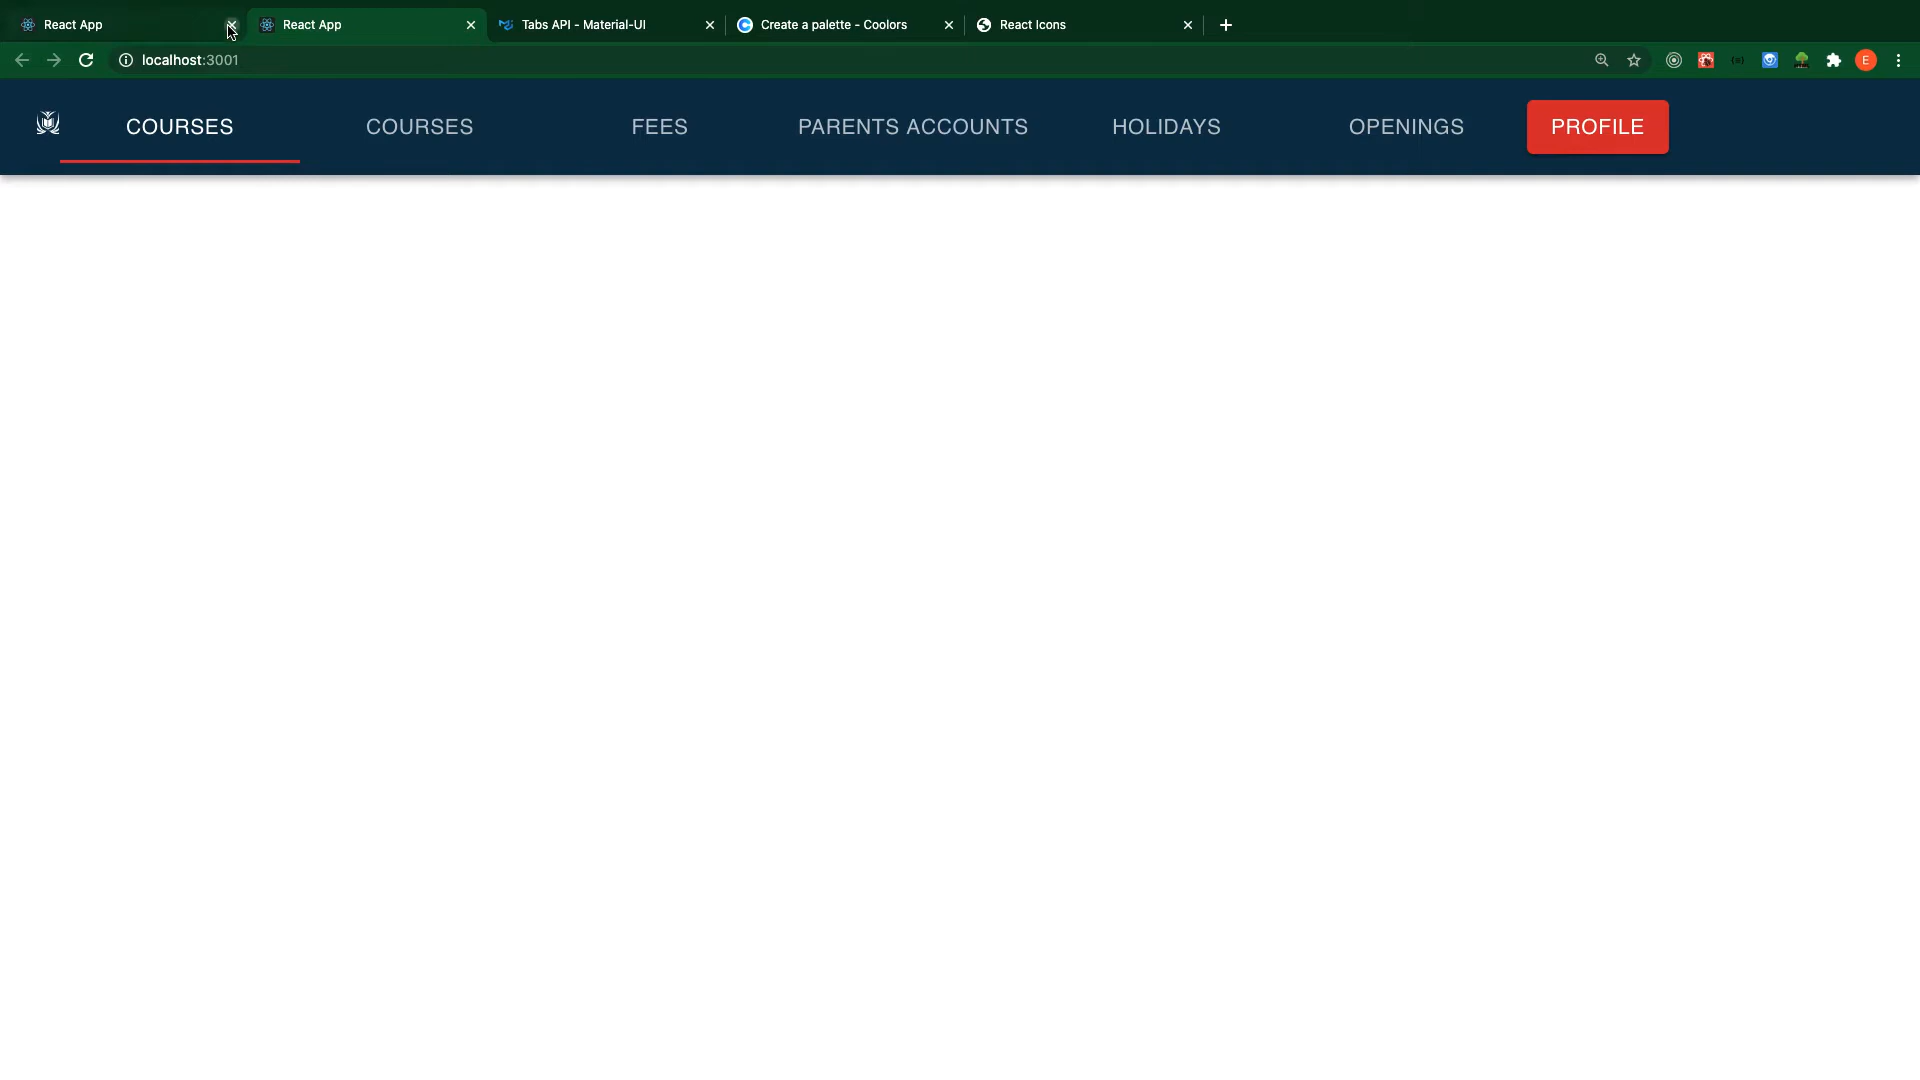 React App
React App
Tabs API - Material-UI
Create a palette - Coolors
React Icons
localhost:3001
E
COURSES
COURSES
FEES
PARENTS ACCOUNTS
HOLIDAYS
OPENINGS
PROFILE